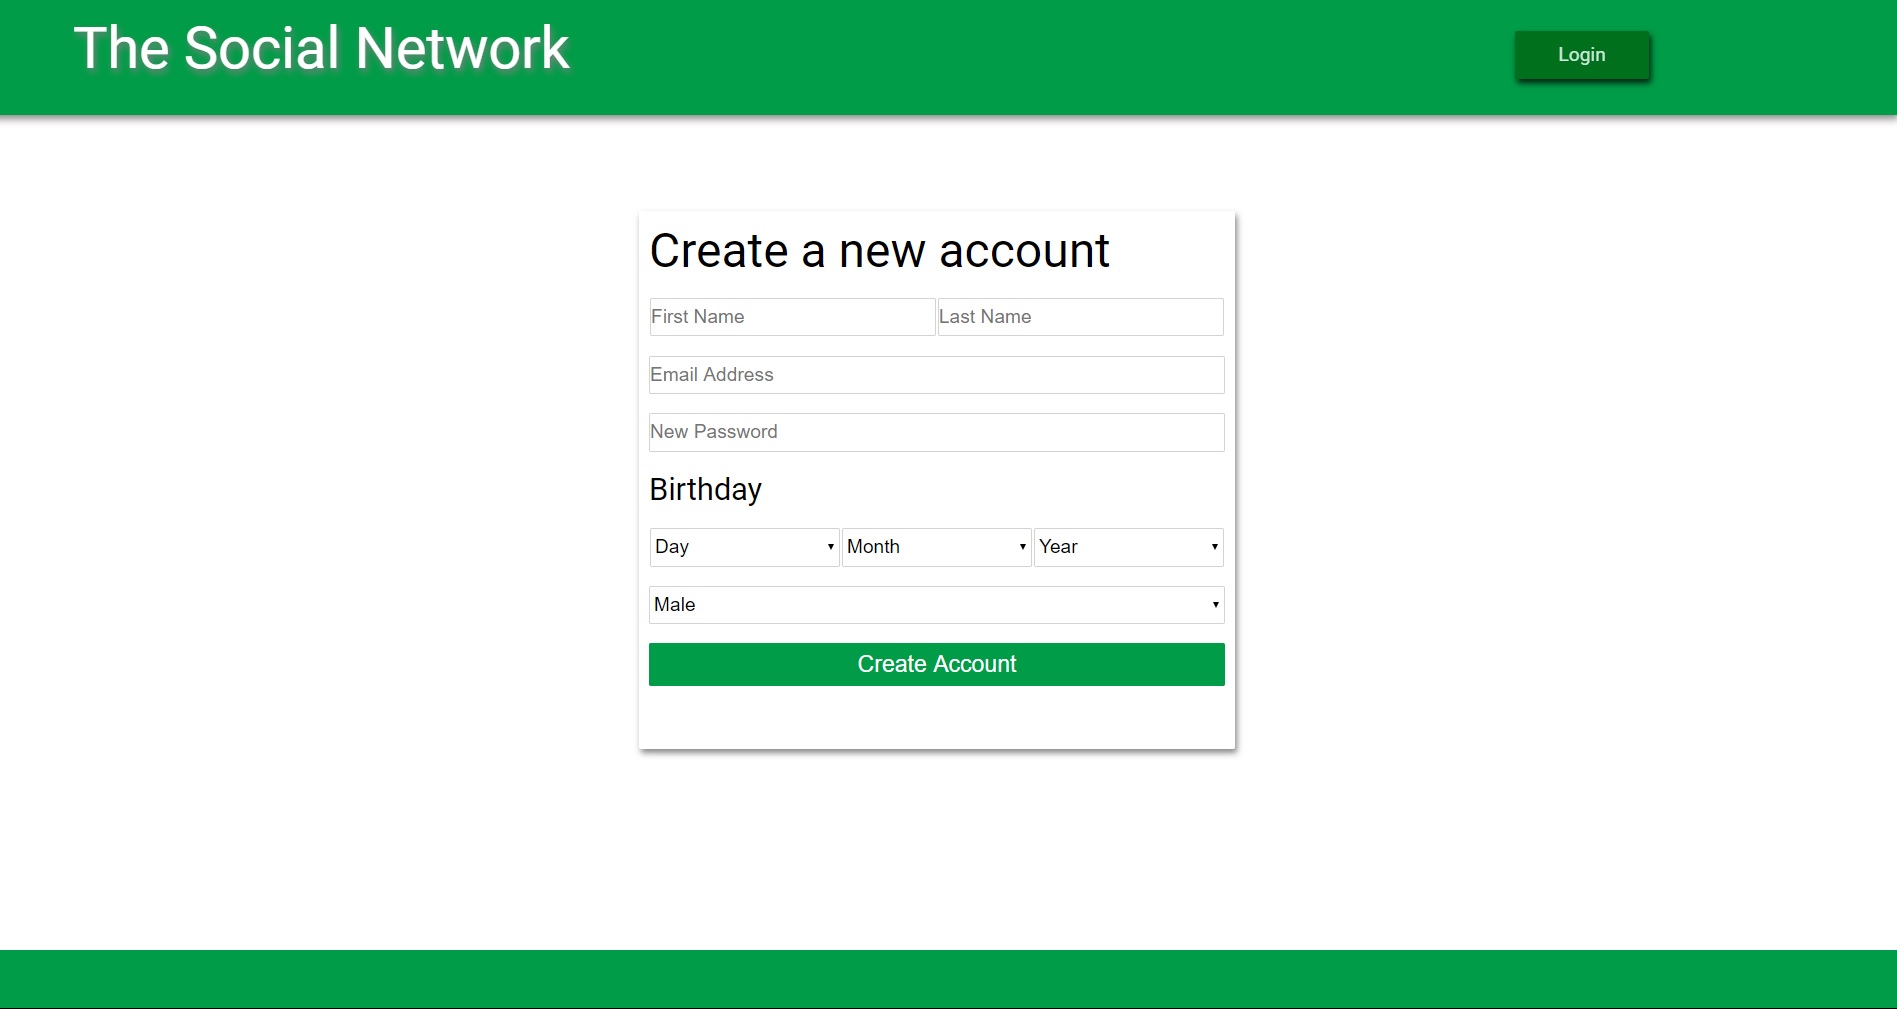 The Social Network
Login
Create a new account
First Name Last Name
Email Address
New Password
Birthday
Day Month Year
Male
Create Account